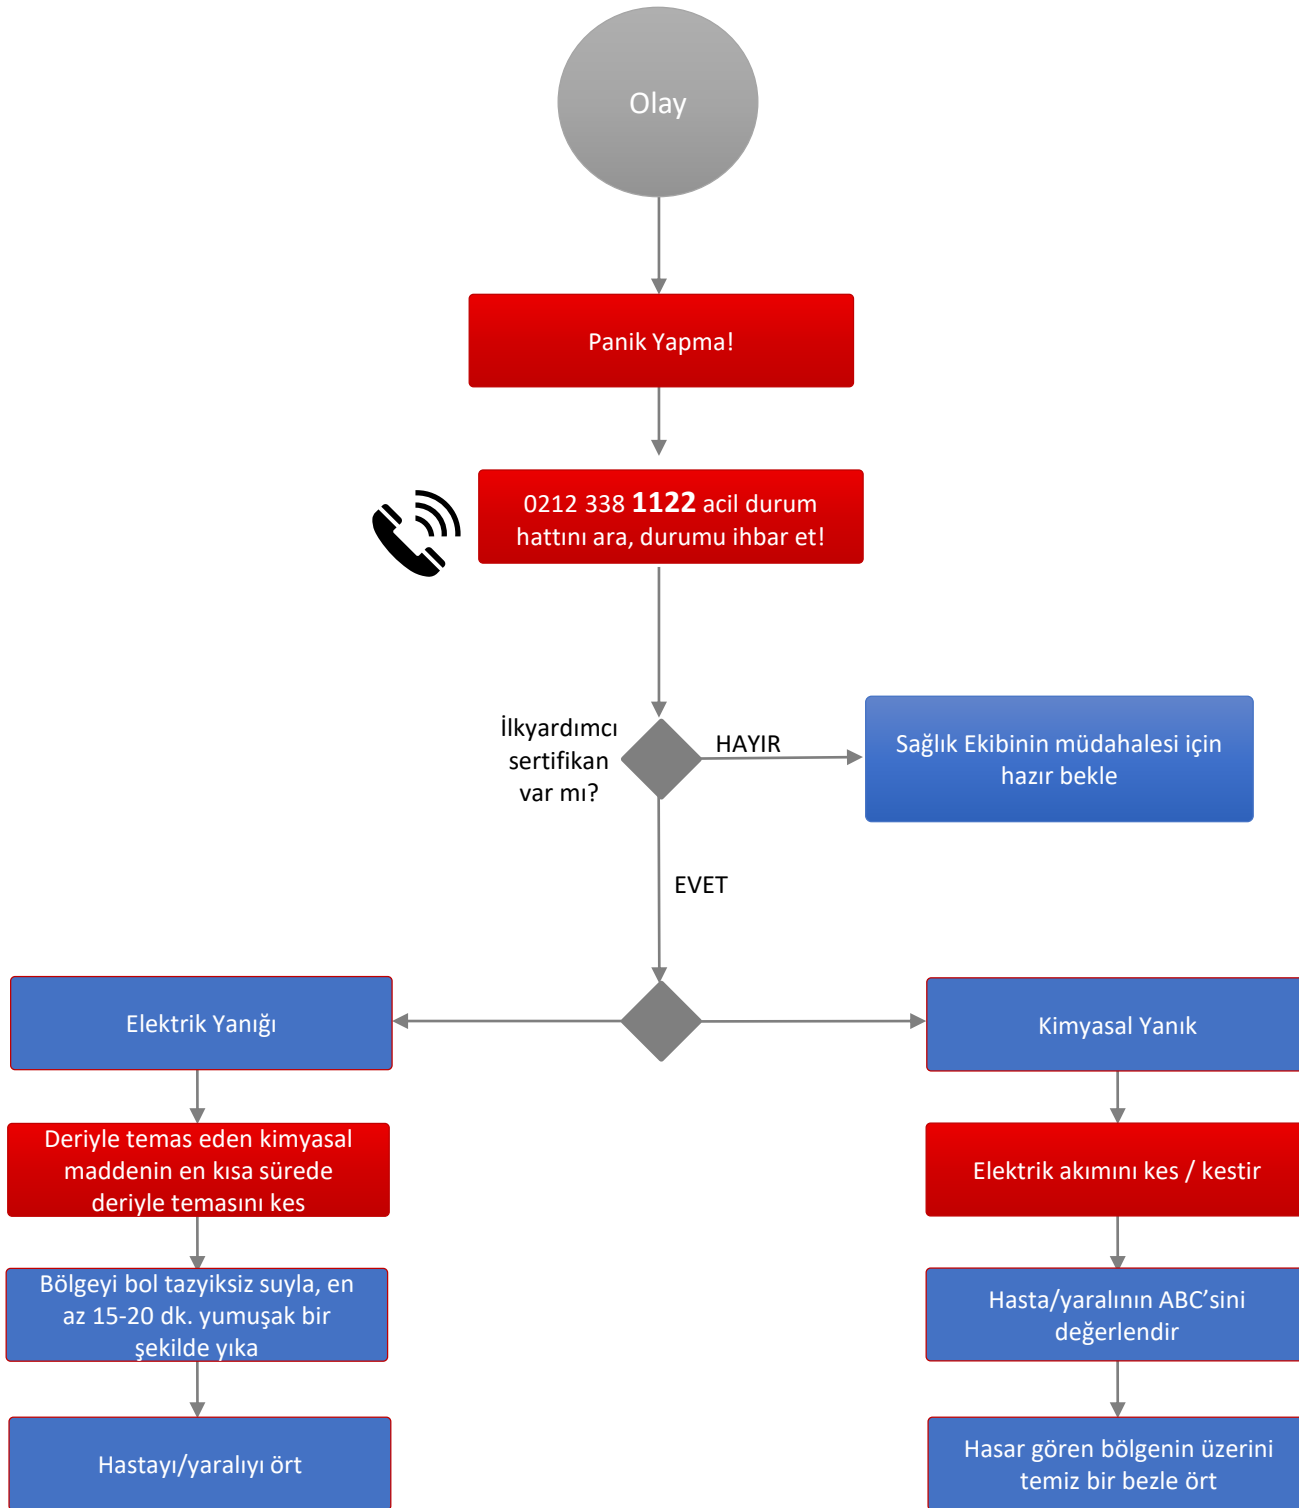 Olay
Panik Yapma!
0212 338 1122 acil durum
hattını ara, durumu ihbar et!
İlkyardımcı
sertifikan
var mı?
HAYIR
Sağlık Ekibinin müdahalesi için
hazır bekle
EVET
Elektrik Yanığı
Kimyasal Yanık
Deriyle temas eden kimyasal
maddenin en kısa sürede
deriyle temasını kes
Elektrik akımını kes / kestir
Bölgeyi bol tazyiksiz suyla, en
az 15-20 dk. yumuşak bir
şekilde yıka
Hasta/yaralının ABC’sini
değerlendir
Hastayı/yaralıyı ört
Hasar gören bölgenin üzerini
temiz bir bezle ört